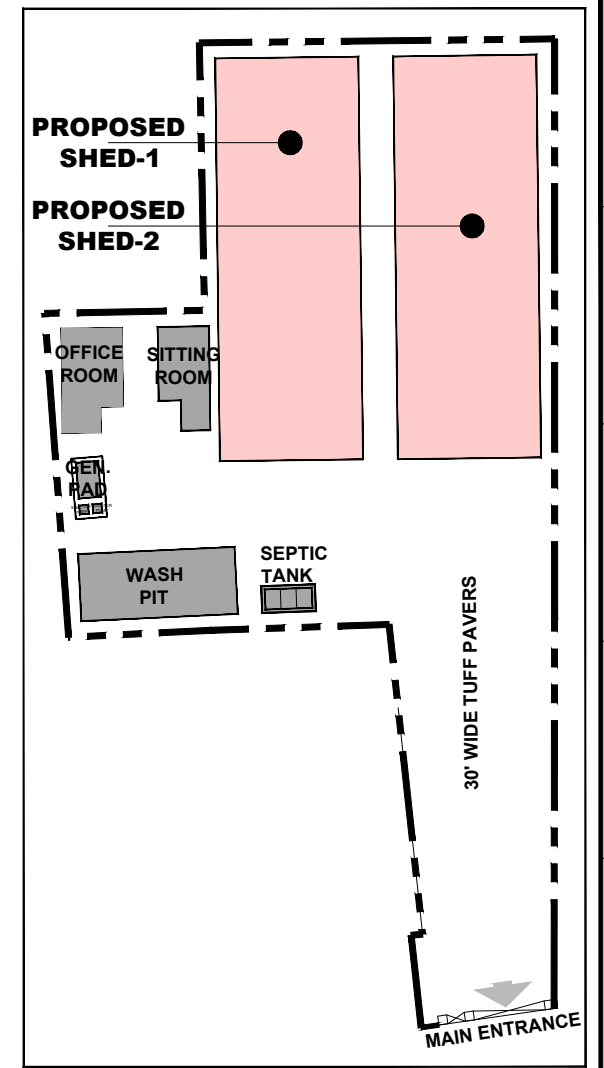 PROPOSED
SHED-1
PROPOSED
SHED-2
OFFICE
ROOM
SITTING
ROOM
GEN.
PAD
WASH
PIT
SEPTIC
TANK
30' WIDE TUFF PAVERS
MAIN ENTRANCE